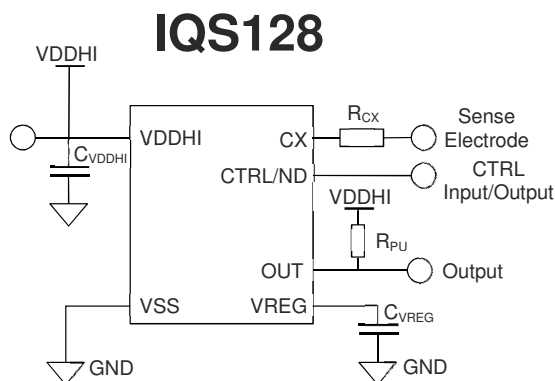 IQS128
VDDHI
VDDHI
CX
RCX
Sense
Electrode
CVDDHI
CTRL/ND
CTRL
Input/Output
VDDHI
RPU
OUT
Output
VSS
VREG
CVREG
GND
GND